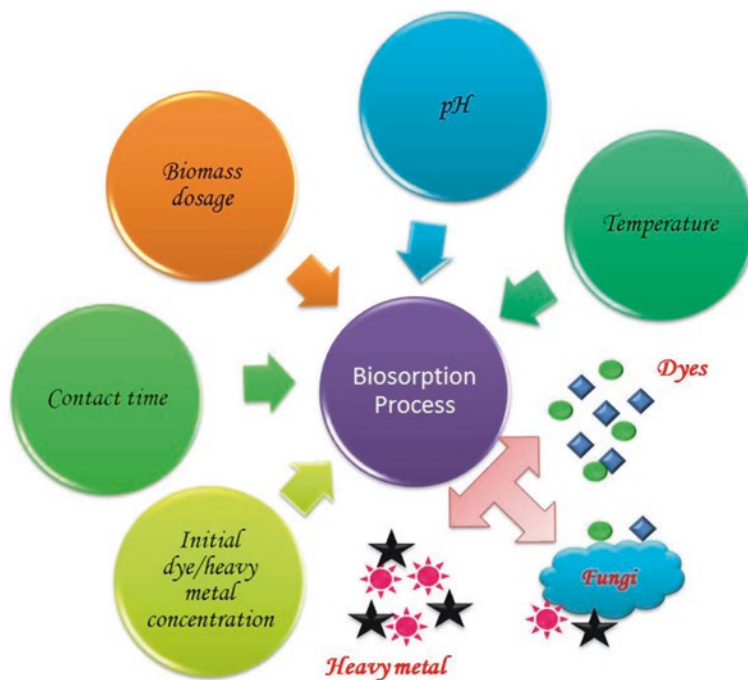 pH
Biomass
dosage
Temperature
Biosorption
Process
Dyes
Contact time
Initial
dye/heavy
metal
concentration
Fungi
Heavy metal